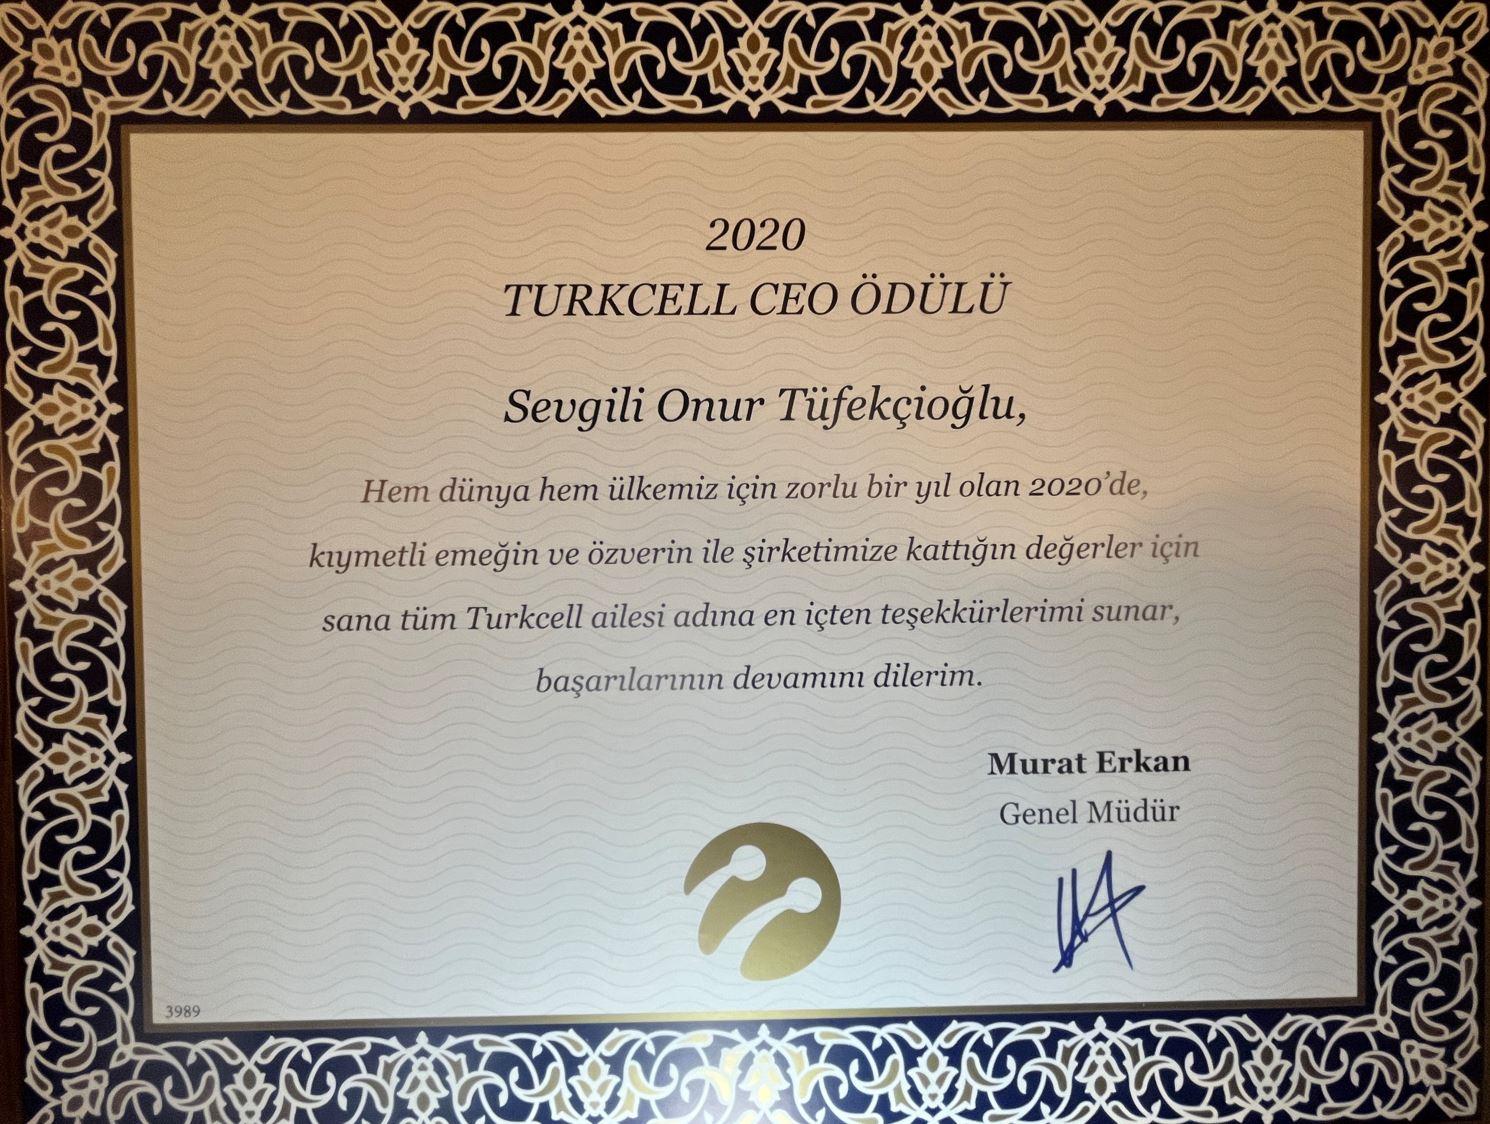 2020
TURKCELL CEO ÖDÜLÜ
Sevgili Onur Tüfekçioğlu,
Hem dünya hem ülkemiz için zorlu bir yıl olan 2020’de,
kıymetli emeğin ve özverin ile şirketimize kattığın değerler için
sana tüm Turkcell ailesi adına en içten teşekkürlerimi sunar,
başarılarının devamını dilerim.
Murat Erkan
Genel Müdür
3989